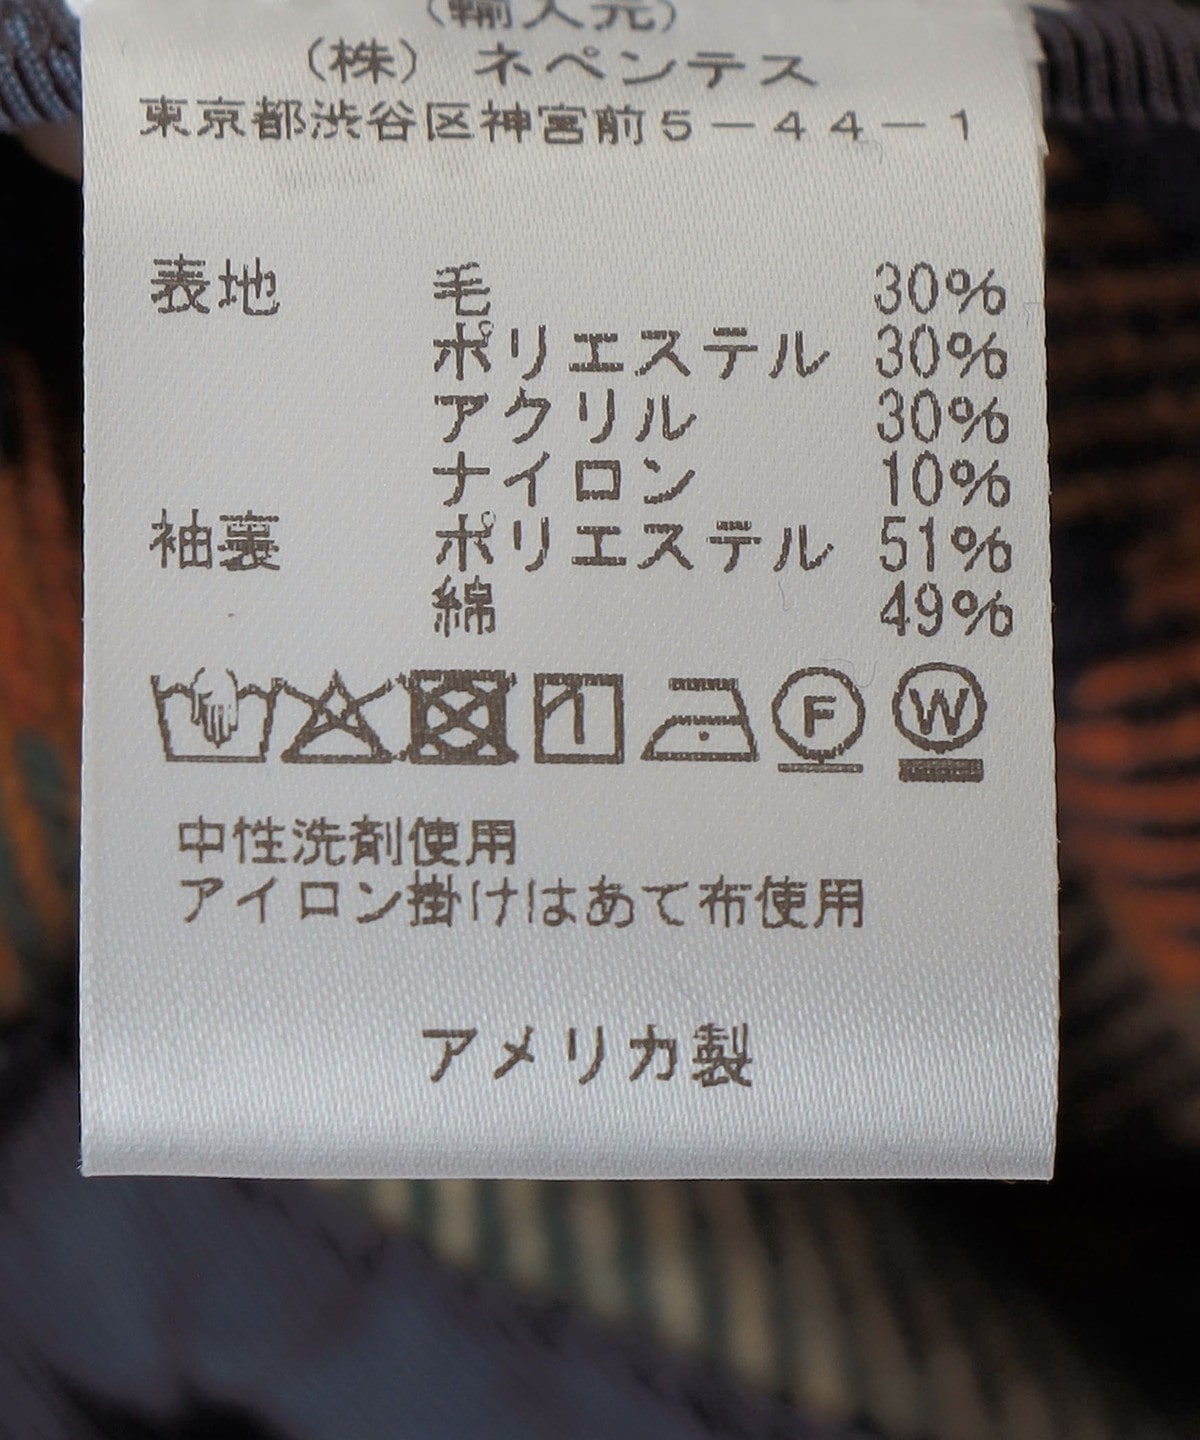 (輸入元)
(株) ネペンテス
東京都渋谷区神宮前5-44-1
表地 毛 30%
ポリエステル 30%
アクリル 30%
ナイロン 10%
袖裏 ポリエステル 51%
綿 49%
F W
中性洗剤使用
アイロン掛けはあて布使用
アメリカ製